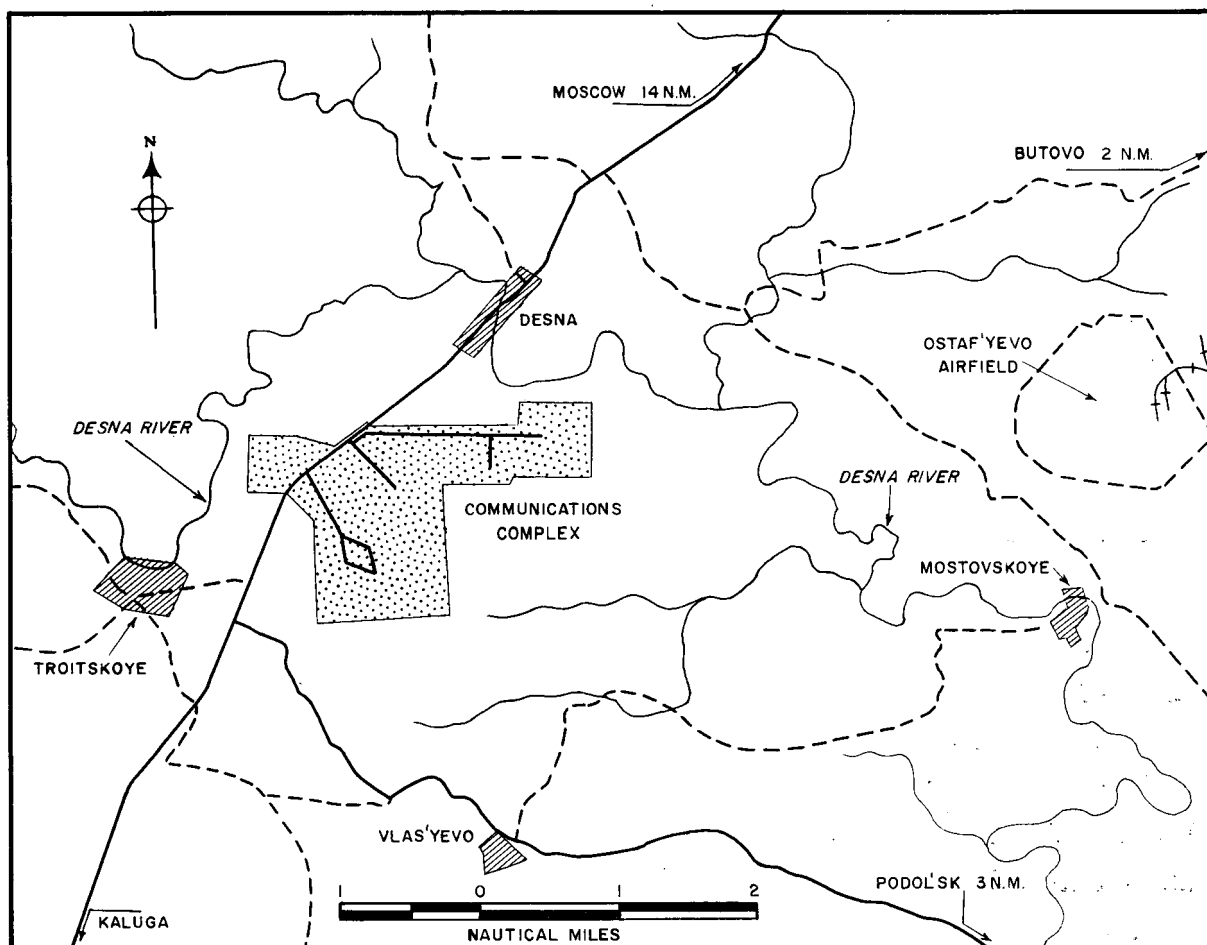 MOSCOW 14 N.M.
N
BUTOVO 2 N.M.
DESNA
OSTAF'YEVO
AIRFIELD
DESNA RIVER
DESNA RIVER
COMMUNICATIONS
COMPLEX
MOSTOVSKOYE
TROITSKOYE
VLAS'YEVO
PODOL'SK 3 N.M.
1 0 1 2
KALUGA
NAUTICAL MILES